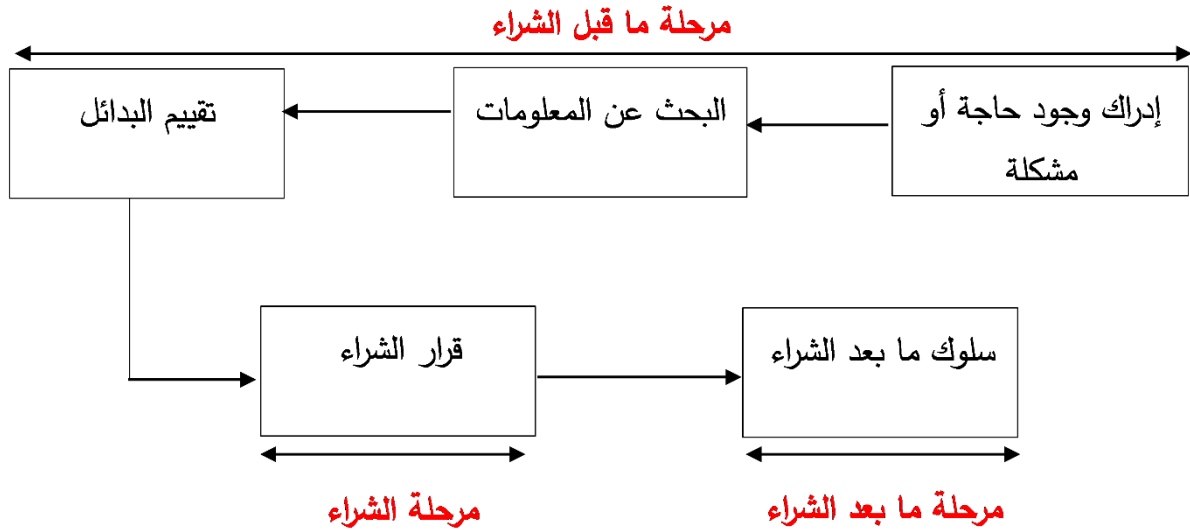 مرحلة ما قبل الشراء
إدراك وجود حاجة أو
مشكلة
البحث عن المعلومات
تقييم البدائل
قرار الشراء
سلوك ما بعد الشراء
مرحلة الشراء
مرحلة ما بعد الشراء